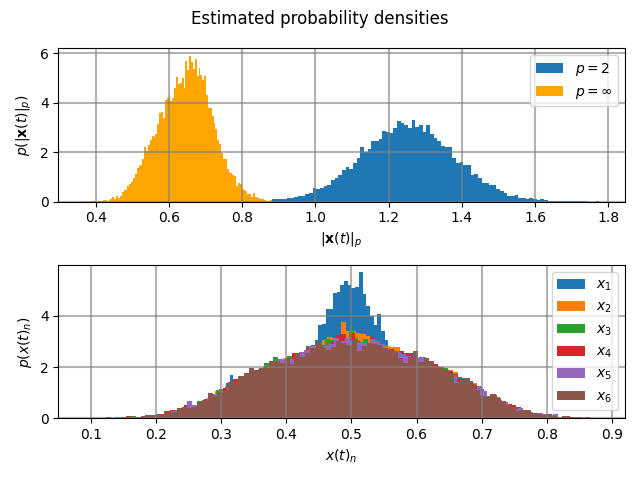 Estimated probability densities
p(|x(t)|ₚ)
6
4
2
0
p = 2
p = ∞
0.4 0.6 0.8 1.0 1.2 1.4 1.6 1.8
|x(t)|ₚ
p(x(t)ₙ)
4
2
0
x₁
x₂
x₃
x₄
x₅
x₆
0.1 0.2 0.3 0.4 0.5 0.6 0.7 0.8 0.9
x(t)ₙ